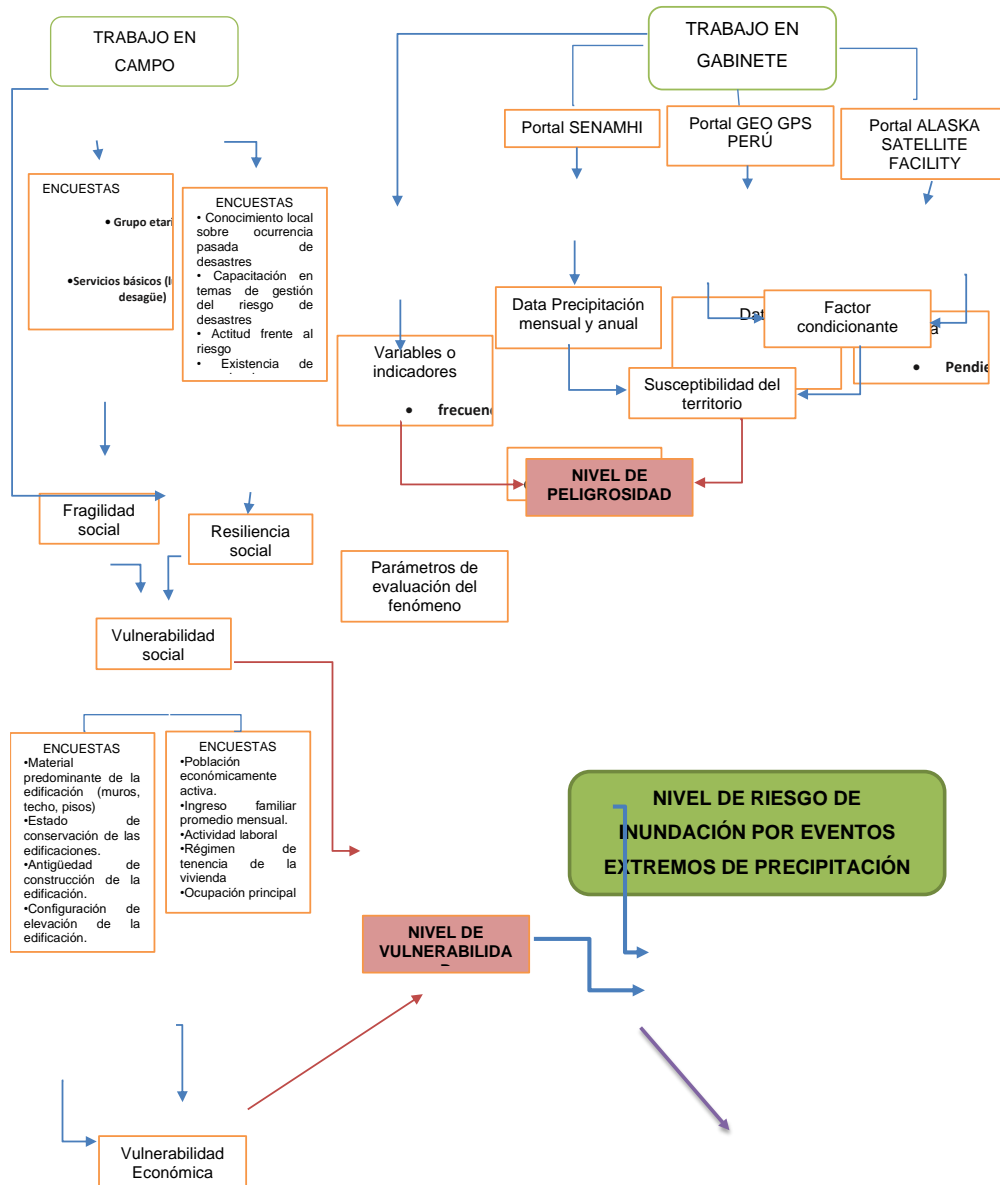 TRABAJO EN
CAMPO
TRABAJO EN
GABINETE
Portal SENAMHI
Portal GEO GPS
PERÚ
Portal ALASKA
SATELLITE
FACILITY
ENCUESTAS
• Grupo
•Servicios básicos
desagüe)
ENCUESTAS
• Conocimiento local
sobre ocurrencia
pasada de
desastres
• Capacitación en
temas de gestión
del riesgo de
desastres
• Actitud frente al
riesgo
• Existencia de
Data Precipitación
mensual y anual
Factor
condicionante
Variables o
indicadores
•
•
Susceptibilidad del
territorio
NIVEL DE
PELIGROSIDAD
Fragilidad
social
Resiliencia
social
Parámetros de
evaluación del
fenómeno
Vulnerabilidad
social
ENCUESTAS
•Material
predominante de la
edificación (muros,
techo, pisos)
•Estado de
conservación de las
edificaciones.
•Antigüedad de
construcción de la
edificación.
•Configuración de
elevación de la
edificación.
ENCUESTAS
•Población
económicamente
activa.
•Ingreso familiar
promedio mensual.
•Actividad laboral
•Régimen de
tenencia de la
vivienda
•Ocupación principal
NIVEL DE RIESGO DE
INUNDACIÓN POR EVENTOS
EXTREMOS DE PRECIPITACIÓN
NIVEL DE
VULNERABILIDA
Vulnerabilidad
Económica